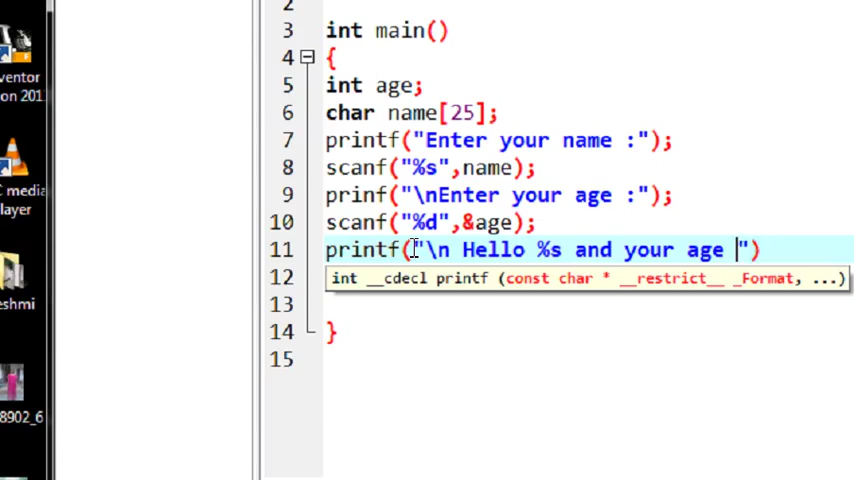 2
3 int main()
4 {
5 int age;
6 char name[25];
7 printf("Enter your name :");
8 scanf("%s",name);
9 prinf("\nEnter your age :");
10 scanf("%d",&age);
11 printf("\n Hello %s and your age ")
12 int __cdecl printf (const char * __restrict__ _Format, ...)
13
14 }
15
ventor
on 201
C media
layer
eshmi
8902_6